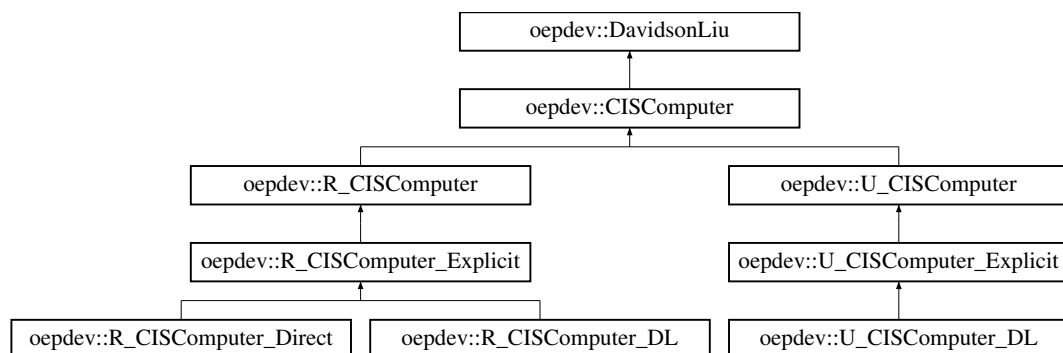 oepdev::DavidsonLiu
oepdev::CISComputer
oepdev::R_CISComputer
oepdev::U_CISComputer
oepdev::R_CISComputer_Explicit
oepdev::U_CISComputer_Explicit
oepdev::R_CISComputer_Direct
oepdev::R_CISComputer_DL
oepdev::U_CISComputer_DL